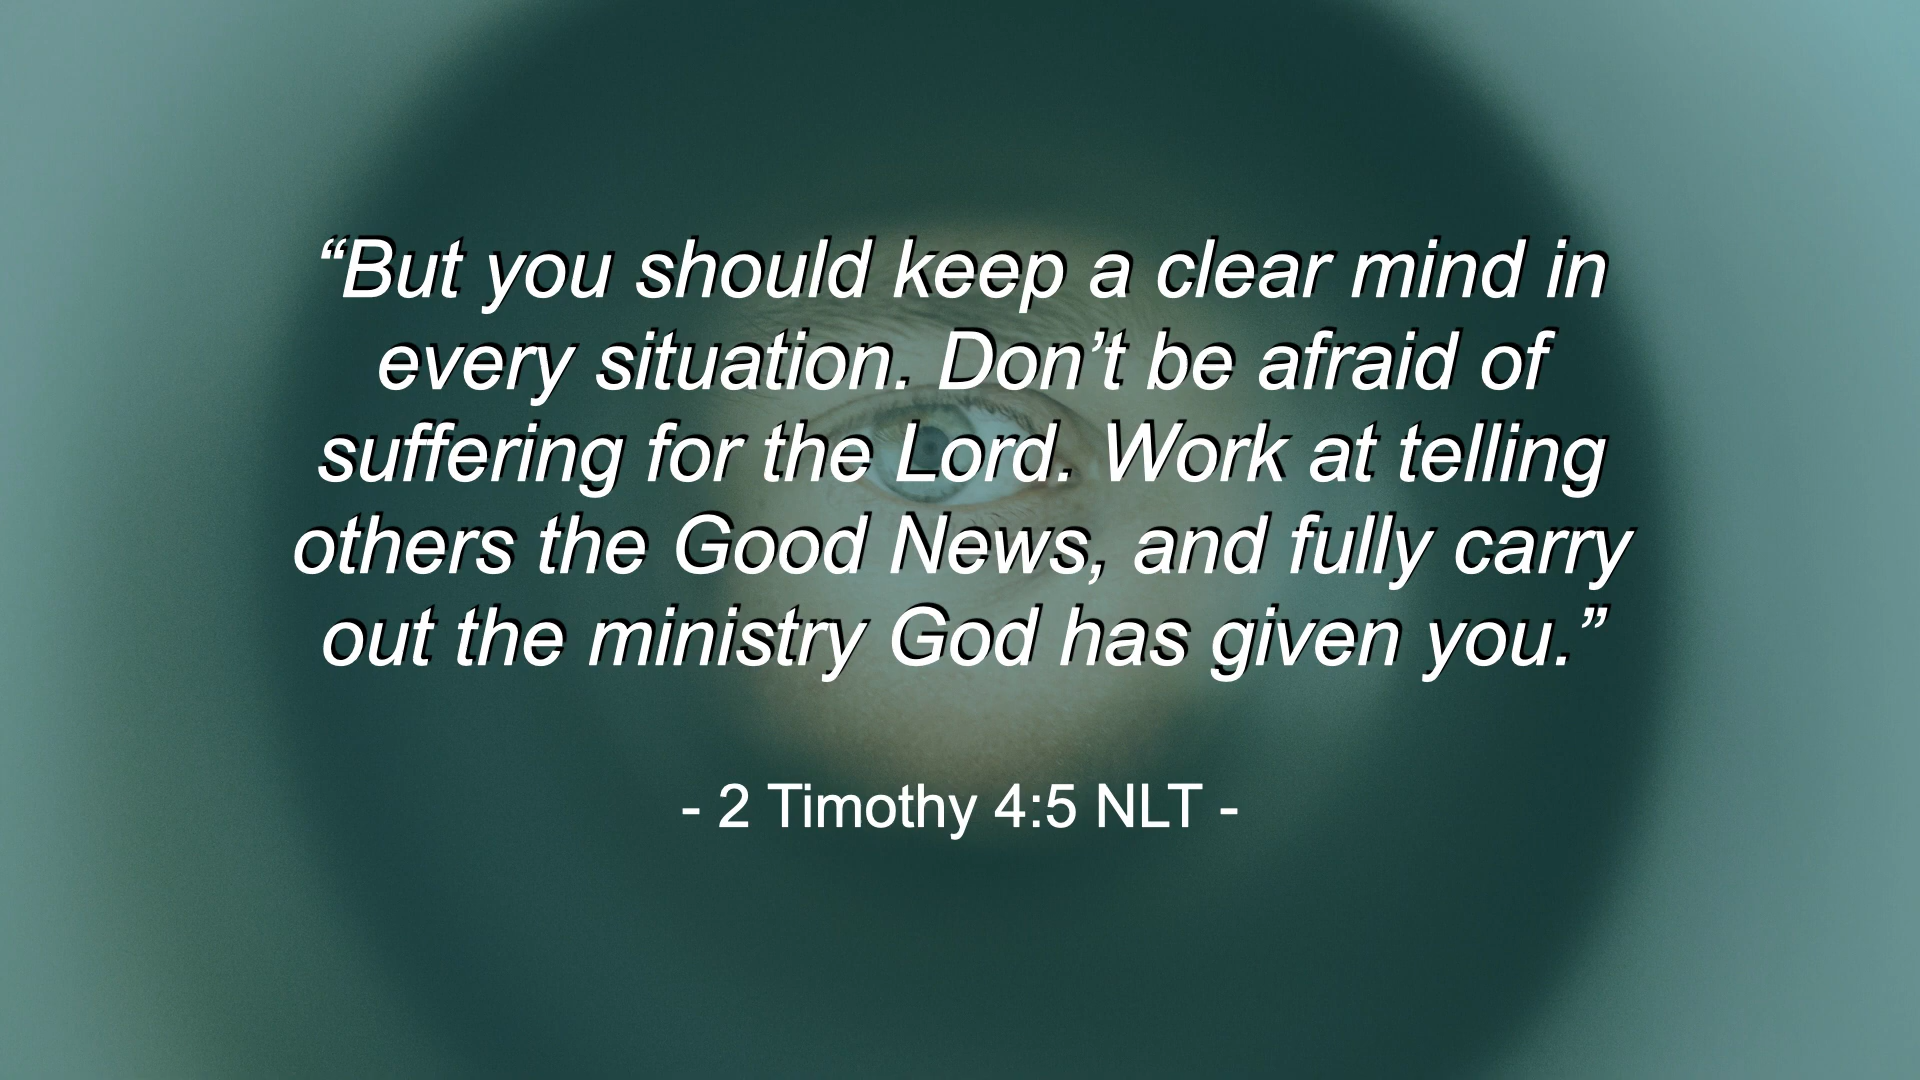 “But you should keep a clear mind in
every situation. Don’t be afraid of
suffering for the Lord. Work at telling
others the Good News, and fully carry
out the ministry God has given you.”
- 2 Timothy 4:5 NLT -